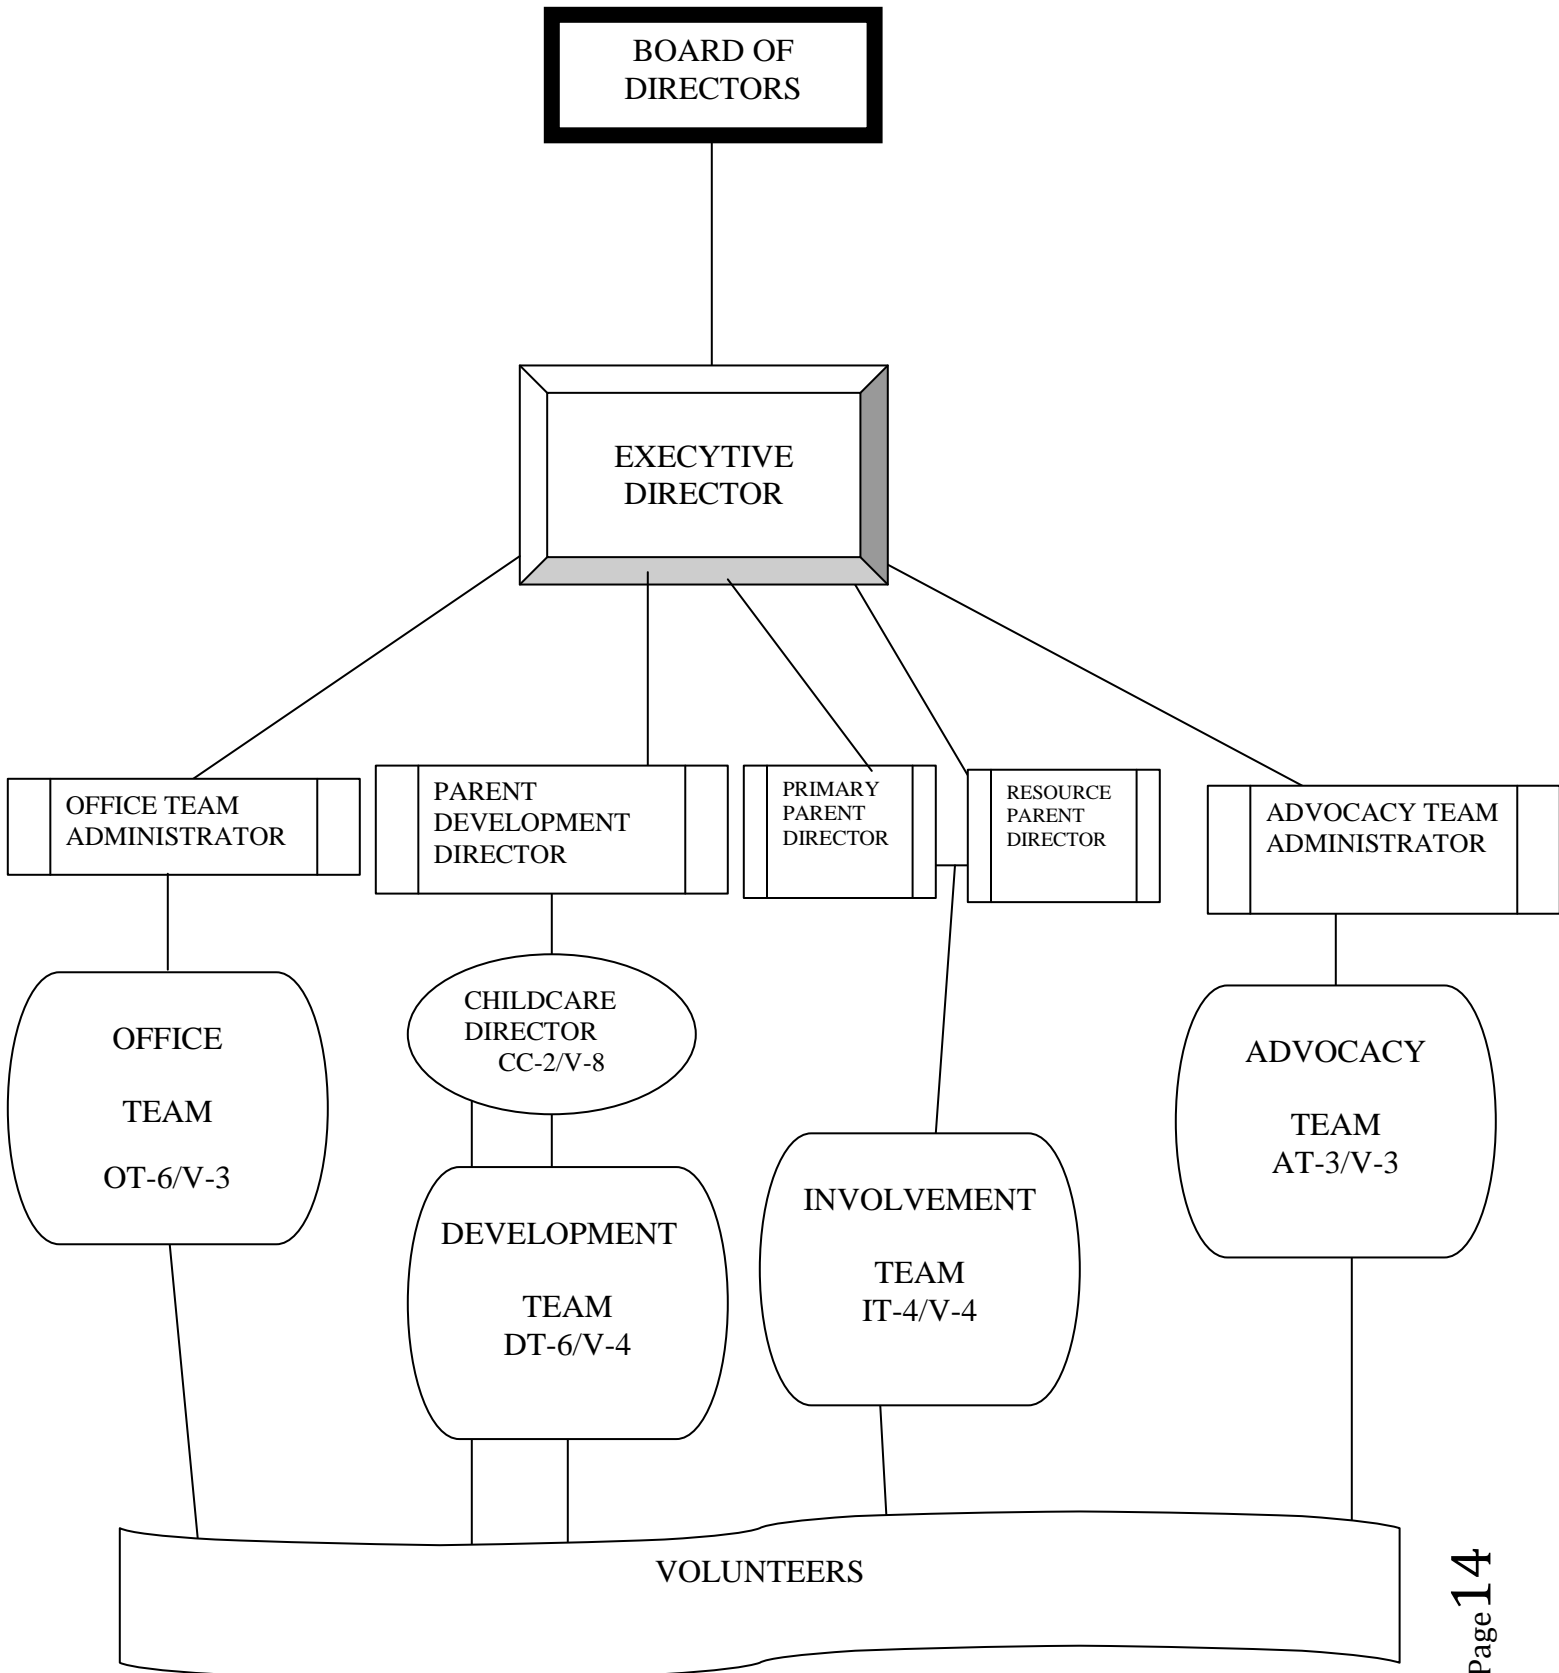 BOARD OF
DIRECTORS
EXECYTIVE
DIRECTOR
OFFICE TEAM
ADMINISTRATOR
PARENT
DEVELOPMENT
DIRECTOR
PRIMARY
PARENT
DIRECTOR
RESOURCE
PARENT
DIRECTOR
ADVOCACY TEAM
ADMINISTRATOR
OFFICE
TEAM
OT-6/V-3
CHILDCARE
DIRECTOR
CC-2/V-8
DEVELOPMENT
TEAM
DT-6/V-4
INVOLVEMENT
TEAM
IT-4/V-4
ADVOCACY
TEAM
AT-3/V-3
VOLUNTEERS
Page 14